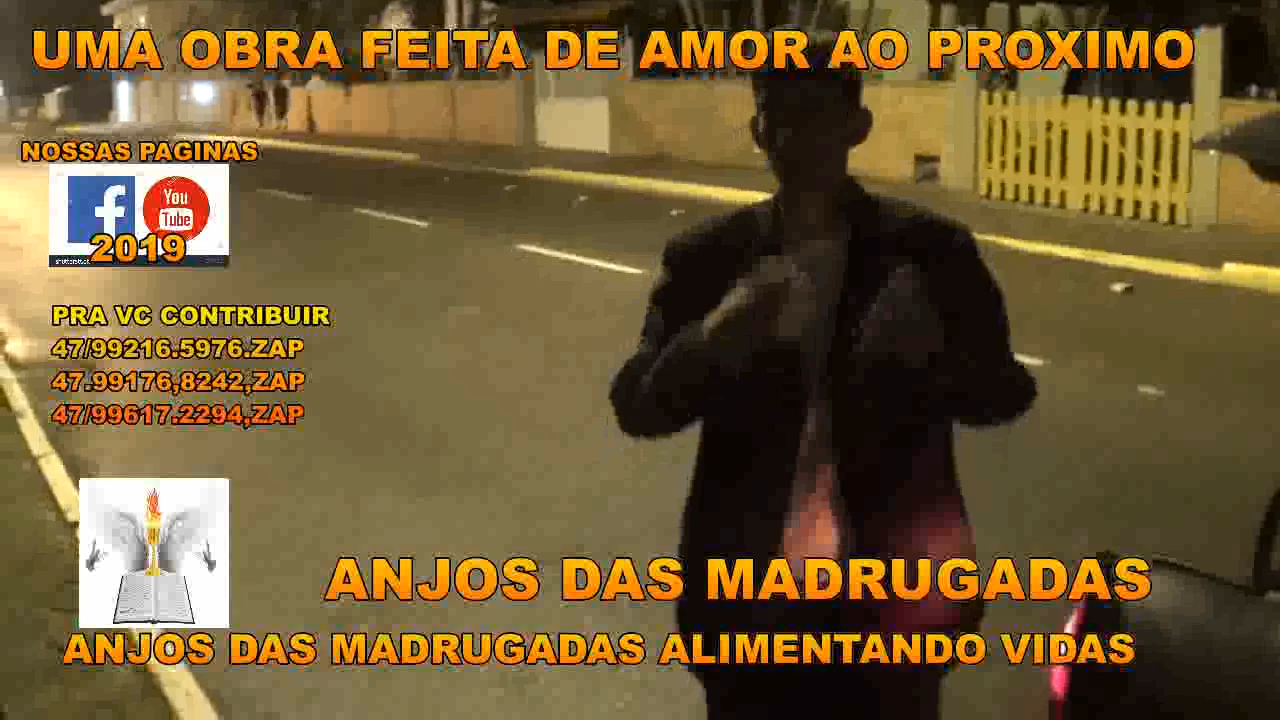 UMA OBRA FEITA DE AMOR AO PROXIMO
NOSSAS PAGINAS
f
You
Tube
2019
PRA VC CONTRIBUIR
47/99216.5976.ZAP
47.99176,8242,ZAP
47/99617.2294,ZAP
ANJOS DAS MADRUGADAS
ANJOS DAS MADRUGADAS ALIMENTANDO VIDAS